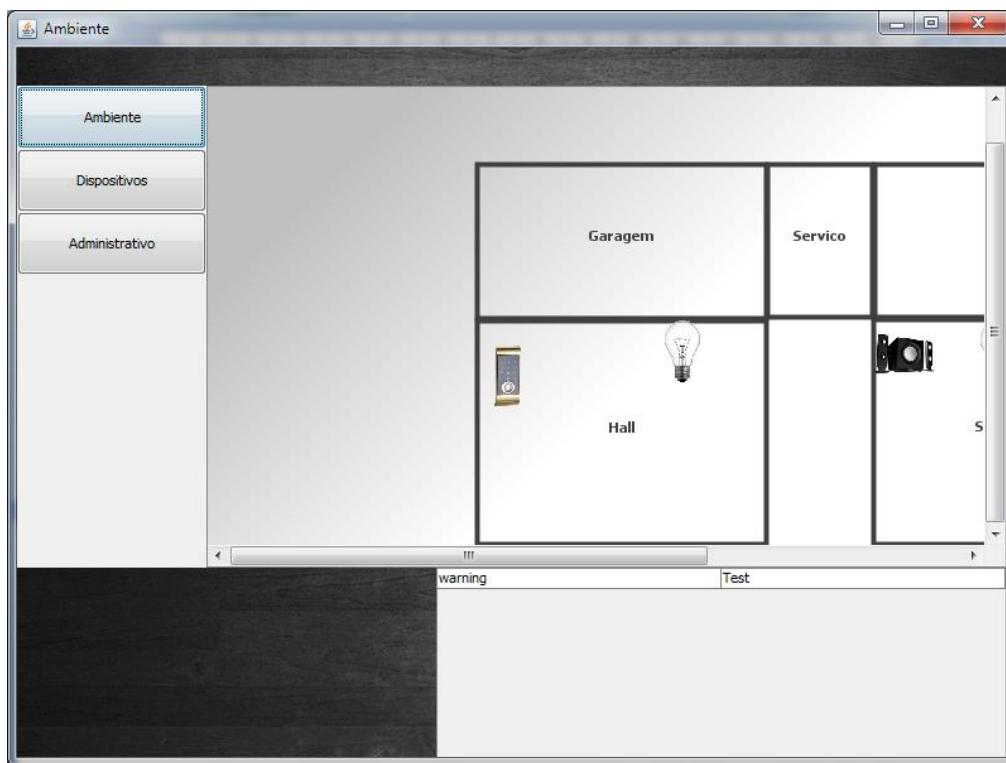 Ambiente
Ambiente
Dispositivos
Administrativo
Garagem
Servico
Hall
S
warning
Test